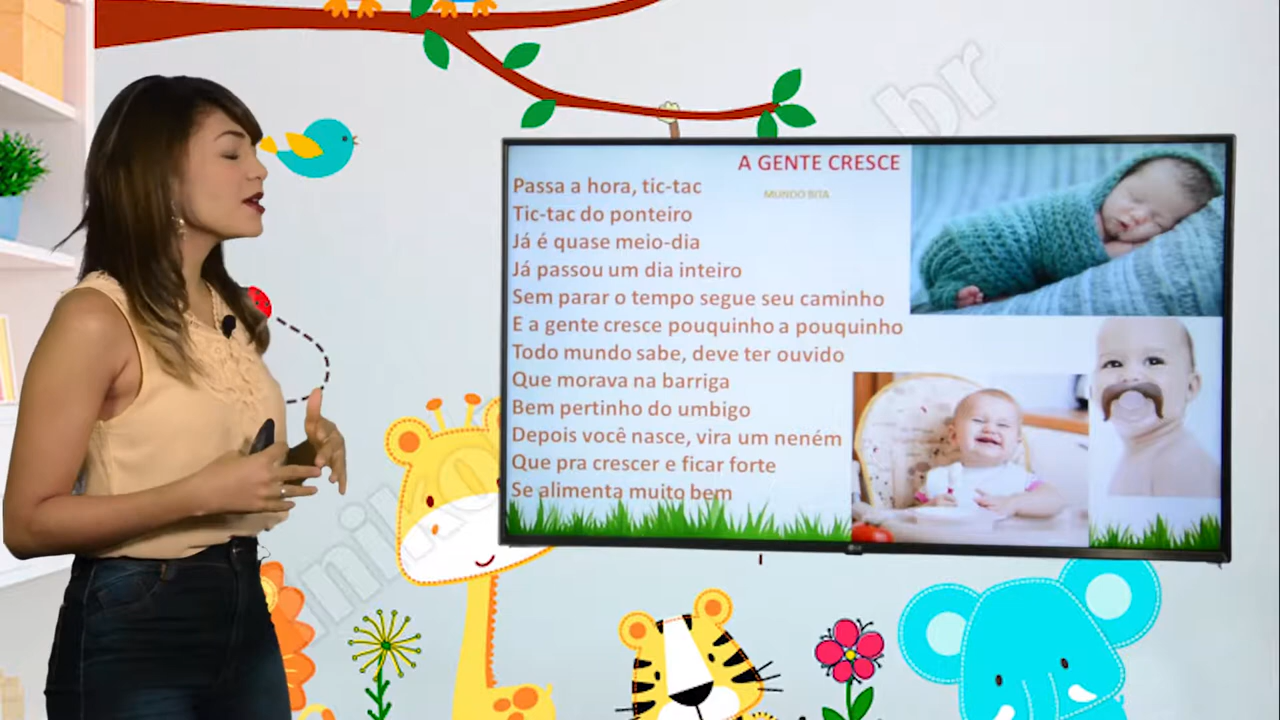 A GENTE CRESCE
MUNDO BITA
Passa a hora, tic-tac
Tic-tac do ponteiro
Já é quase meio-dia
Já passou um dia inteiro
Sem parar o tempo segue seu caminho
E a gente cresce pouquinho a pouquinho
Todo mundo sabe, deve ter ouvido
Que morava na barriga
Bem pertinho do umbigo
Depois você nasce, vira um neném
Que pra crescer e ficar forte
Se alimenta muito bem
LG
br